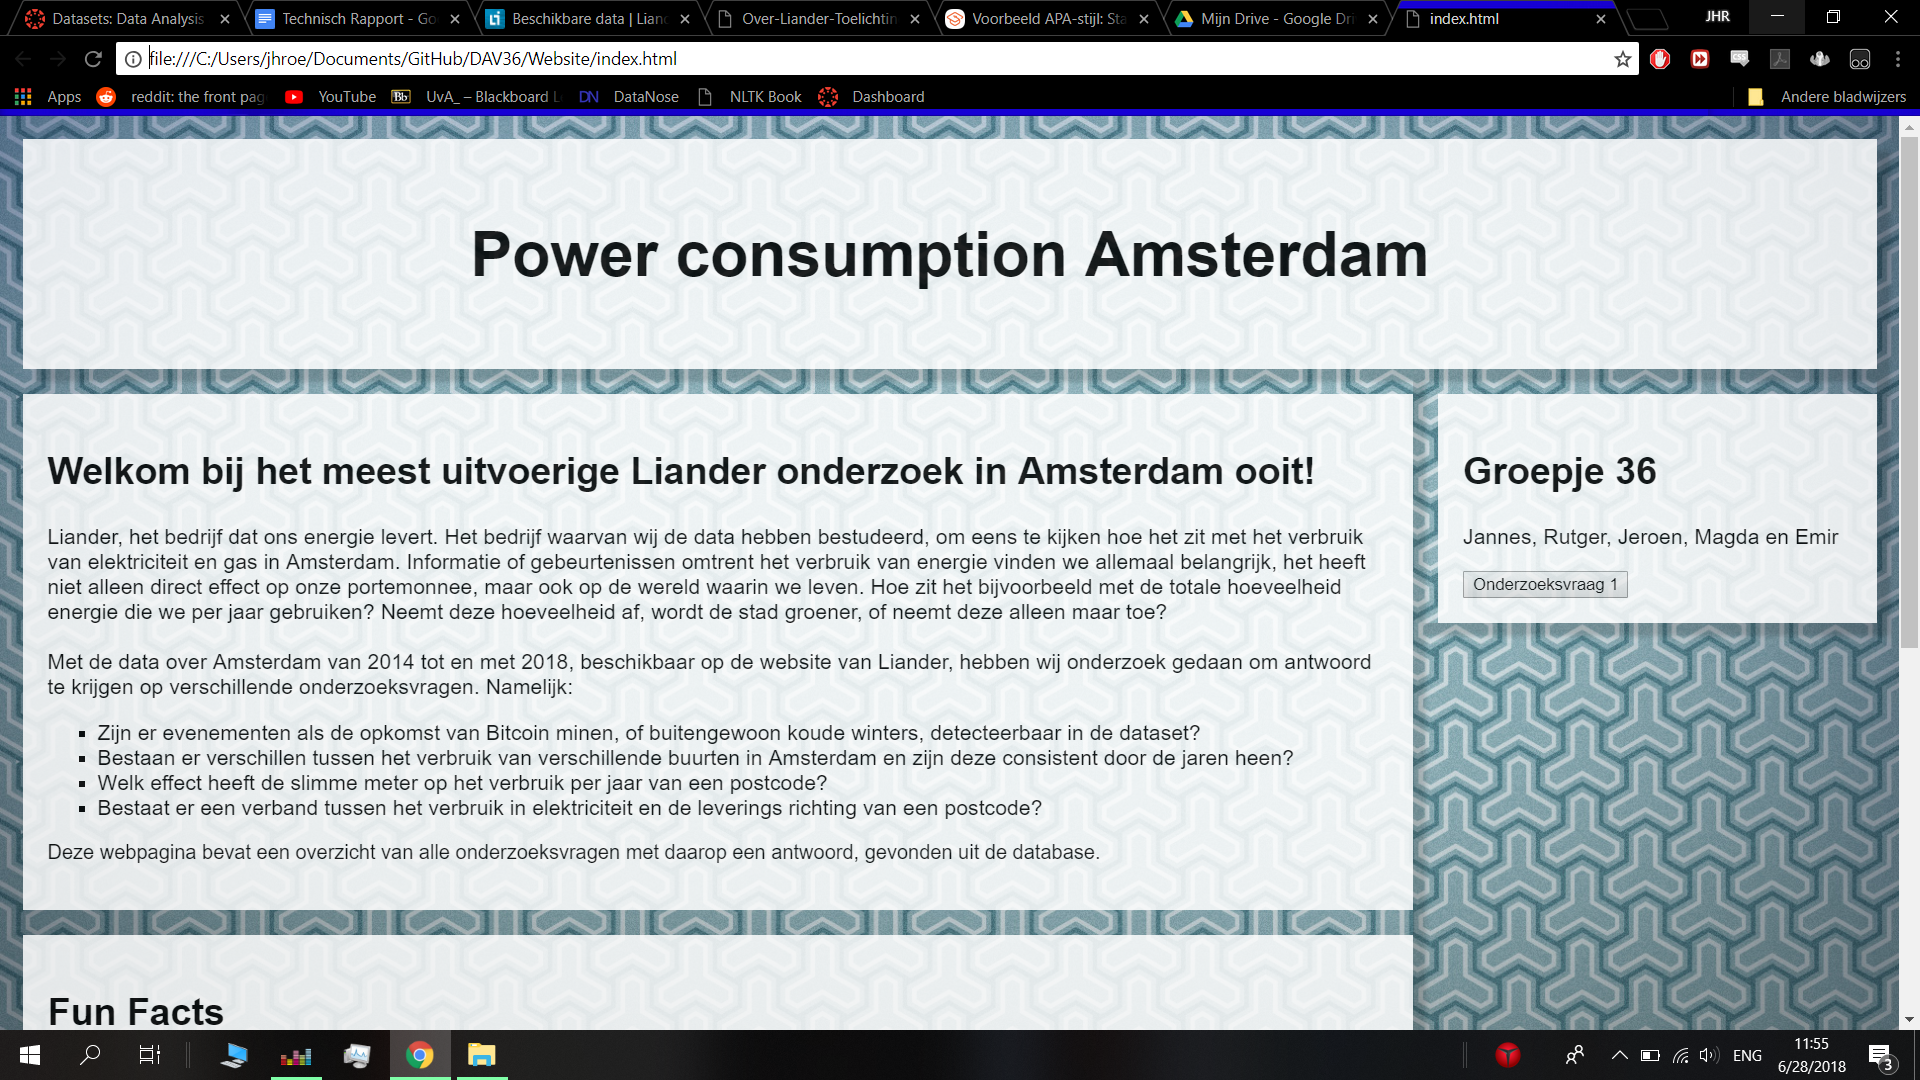 Datasets: Data Analysis
Technisch Rapport - Go
Beschikbare data | Lian
Over-Liander-Toelichtin
Voorbeeld APA-stijl: Sta
Mijn Drive - Google Dri
index.html
JHR
file:///C:/Users/jhroe/Documents/GitHub/DAV36/Website/index.html
Apps
reddit: the front pag
YouTube
Bb
UvA_ – Blackboard L
DN
DataNose
NLTK Book
Dashboard
Andere bladwijzers
Power consumption Amsterdam
Welkom bij het meest uitvoerige Liander onderzoek in Amsterdam ooit!
Liander, het bedrijf dat ons energie levert. Het bedrijf waarvan wij de data hebben bestudeerd, om eens te kijken hoe het zit met het verbruik
van elektriciteit en gas in Amsterdam. Informatie of gebeurtenissen omtrent het verbruik van energie vinden we allemaal belangrijk, het heeft
niet alleen direct effect op onze portemonnee, maar ook op de wereld waarin we leven. Hoe zit het bijvoorbeeld met de totale hoeveelheid
energie die we per jaar gebruiken? Neemt deze hoeveelheid af, wordt de stad groener, of neemt deze alleen maar toe?
Met de data over Amsterdam van 2014 tot en met 2018, beschikbaar op de website van Liander, hebben wij onderzoek gedaan om antwoord
te krijgen op verschillende onderzoeksvragen. Namelijk:
Zijn er evenementen als de opkomst van Bitcoin minen, of buitengewoon koude winters, detecteerbaar in de dataset?
Bestaan er verschillen tussen het verbruik van verschillende buurten in Amsterdam en zijn deze consistent door de jaren heen?
Welk effect heeft de slimme meter op het verbruik per jaar van een postcode?
Bestaat er een verband tussen het verbruik in elektriciteit en de leverings richting van een postcode?
Deze webpagina bevat een overzicht van alle onderzoeksvragen met daarop een antwoord, gevonden uit de database.
Groepje 36
Jannes, Rutger, Jeroen, Magda en Emir
Onderzoeksvraag 1
Fun Facts
ENG
11:55
6/28/2018
3